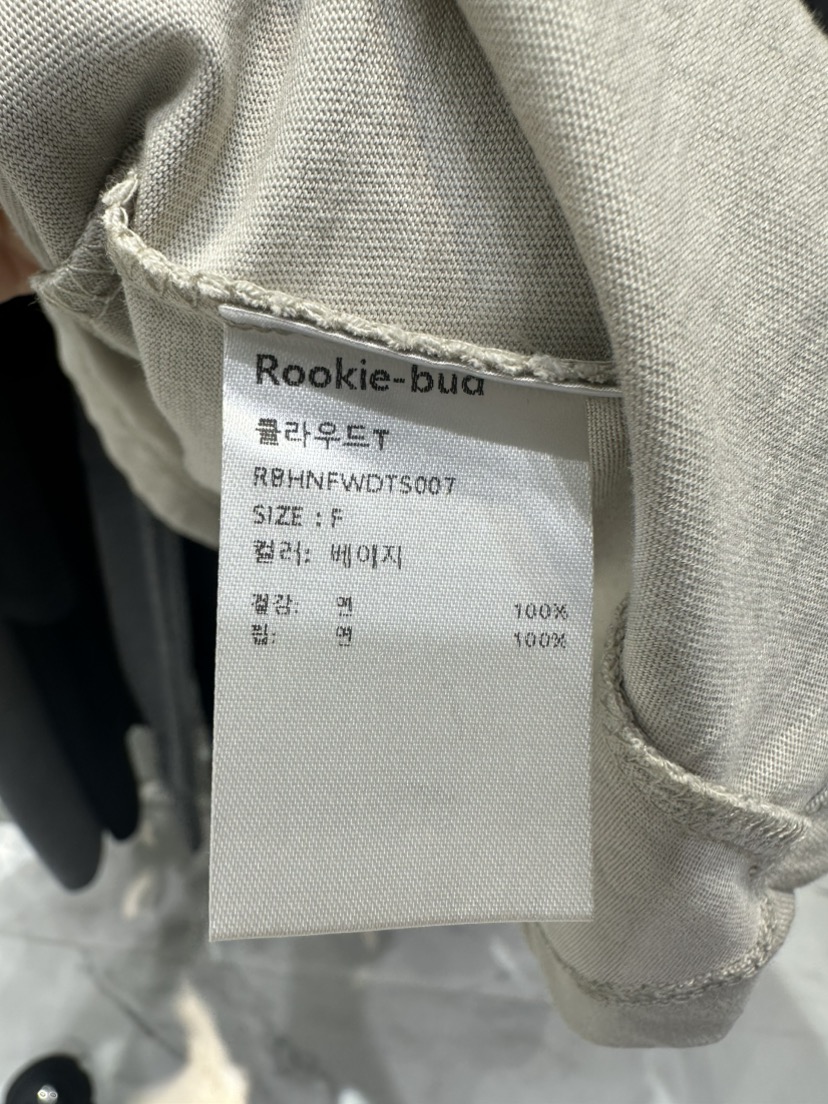 Rookie-bud
클라우드T
RBHNFWDTS007
SIZE : F
컬러: 베이지
겉감: 면 100%
립: 면 100%